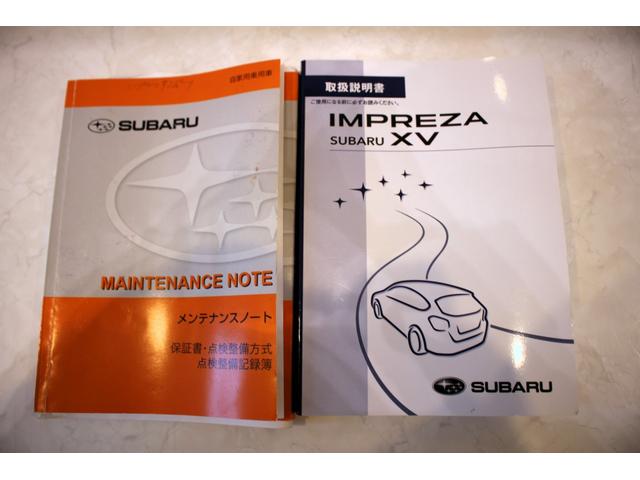 自家用乗用車
SUBARU
MAINTENANCE NOTE
メンテナンスノート
保証書・点検整備方式
点検整備記録簿
取扱説明書
ご使用になる前に必ずお読みください。
IMPREZA
SUBARU XV
SUBARU